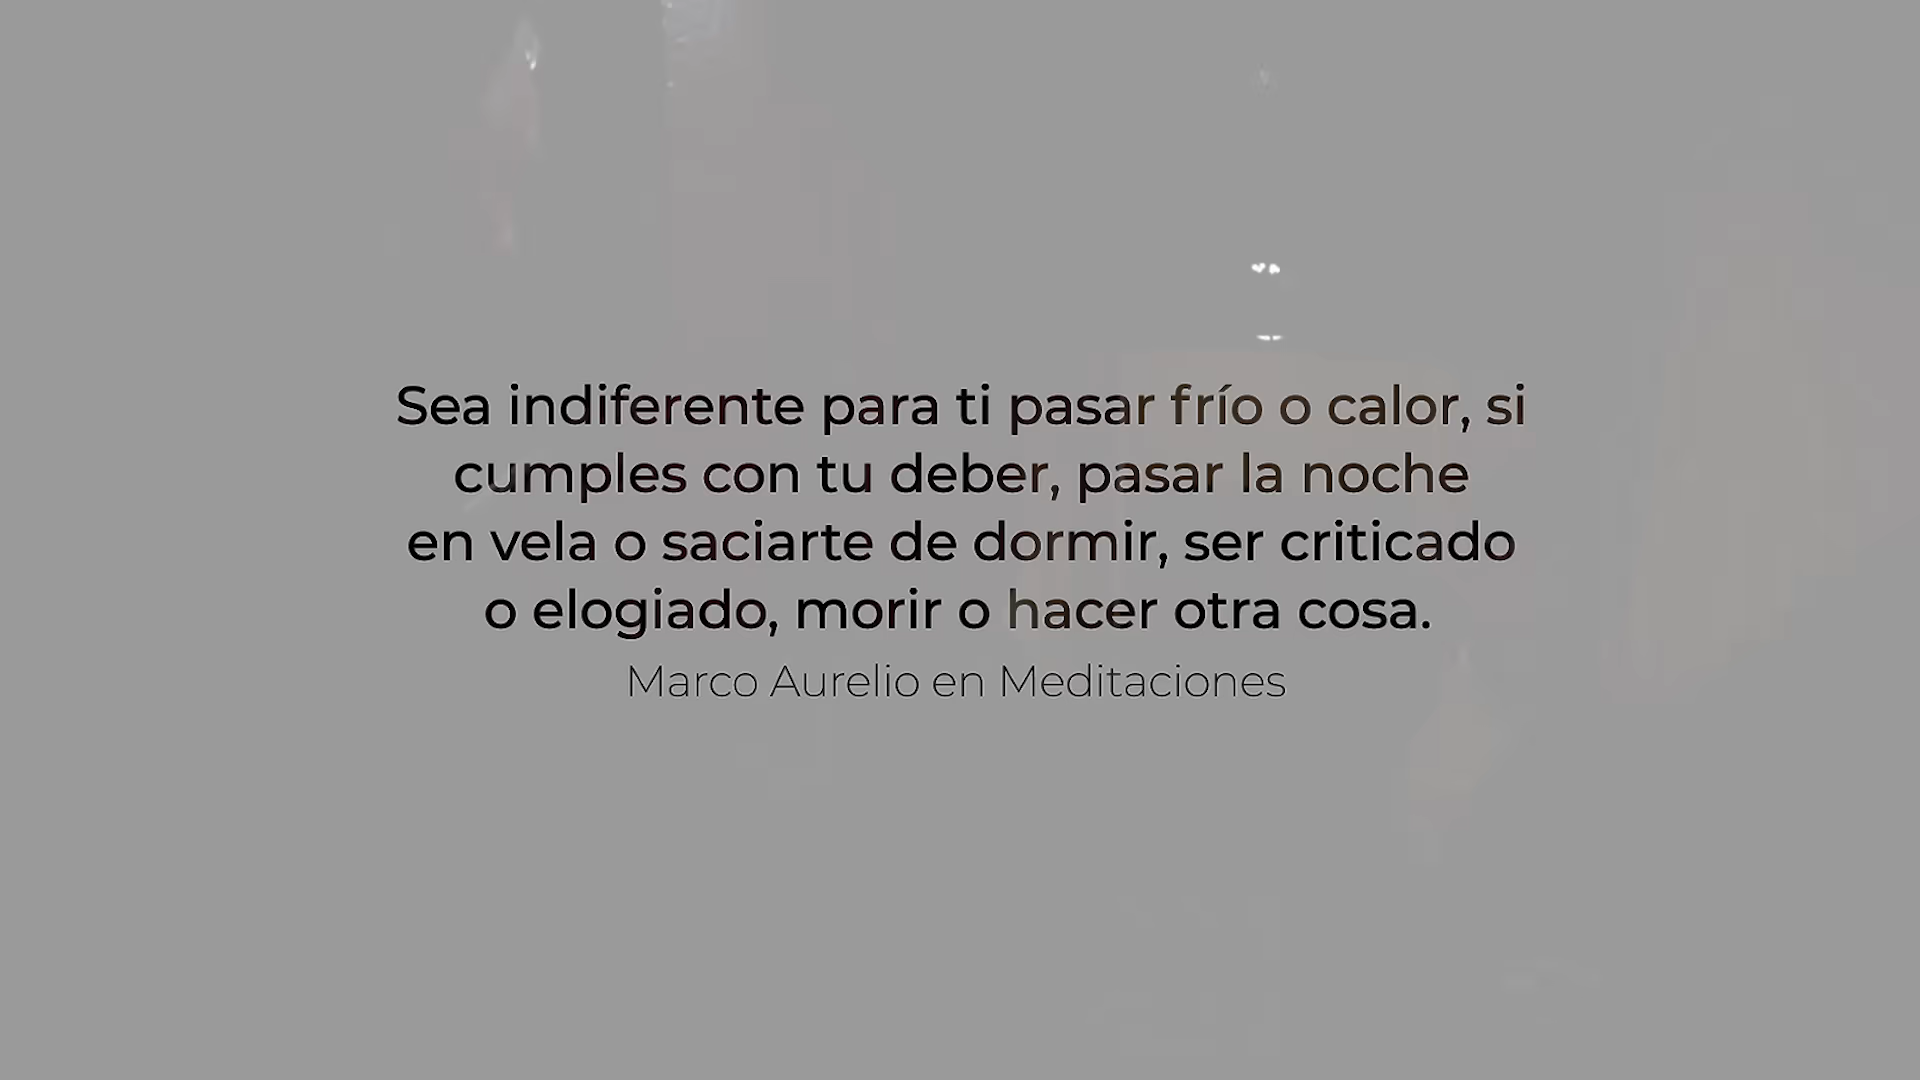 Sea indiferente para ti pasar frío o calor, si
cumples con tu deber, pasar la noche
en vela o saciarte de dormir, ser criticado
o elogiado, morir o hacer otra cosa.
Marco Aurelio en Meditaciones